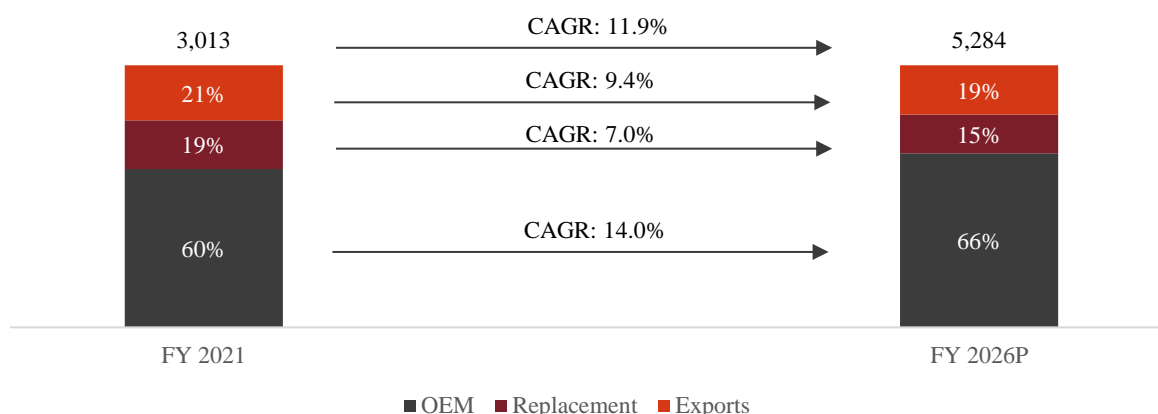 CAGR: 11.9%
3,013
5,284
CAGR: 9.4%
21%
19%
CAGR: 7.0%
19%
15%
CAGR: 14.0%
60%
66%
FY 2021
FY 2026P
OEM
Replacement
Exports